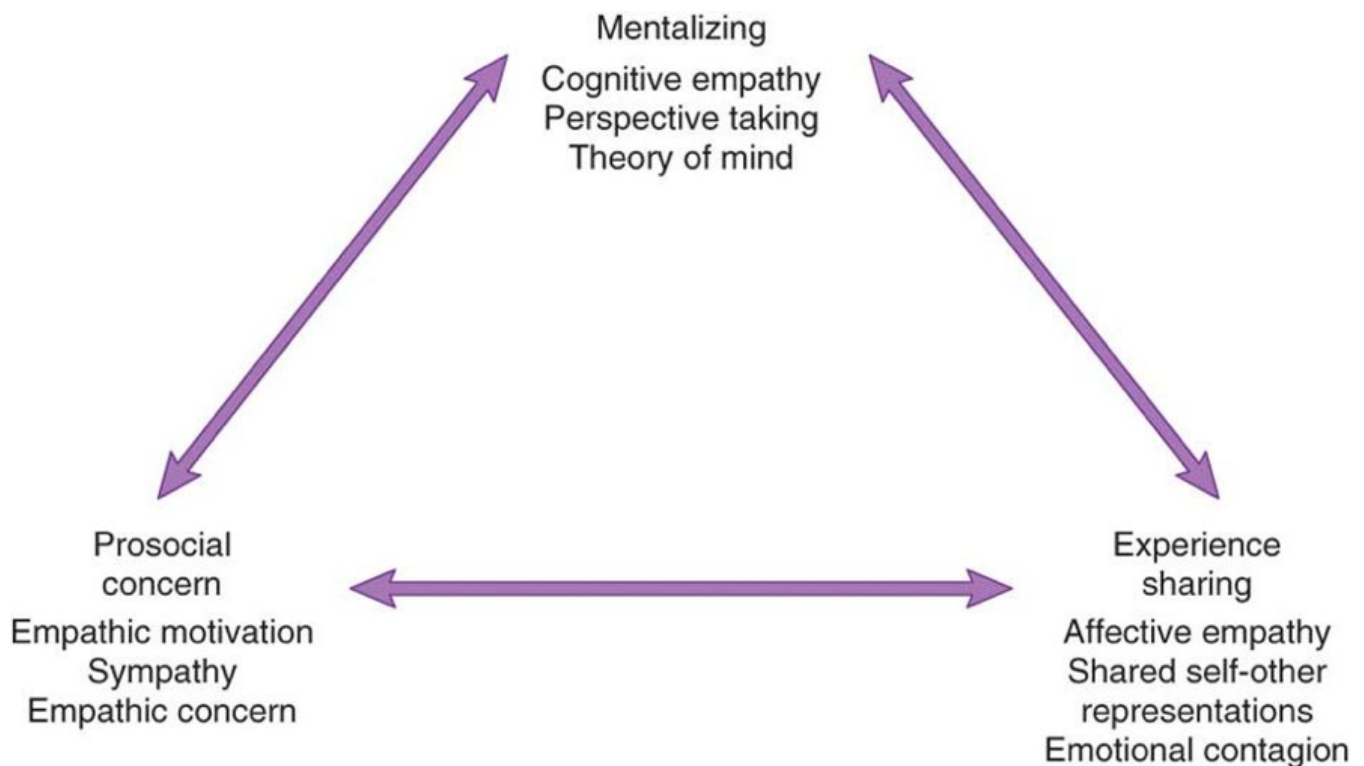 Mentalizing
Cognitive empathy
Perspective taking
Theory of mind
Prosocial
concern
Empathic motivation
Sympathy
Empathic concern
Experience
sharing
Affective empathy
Shared self-other
representations
Emotional contagion